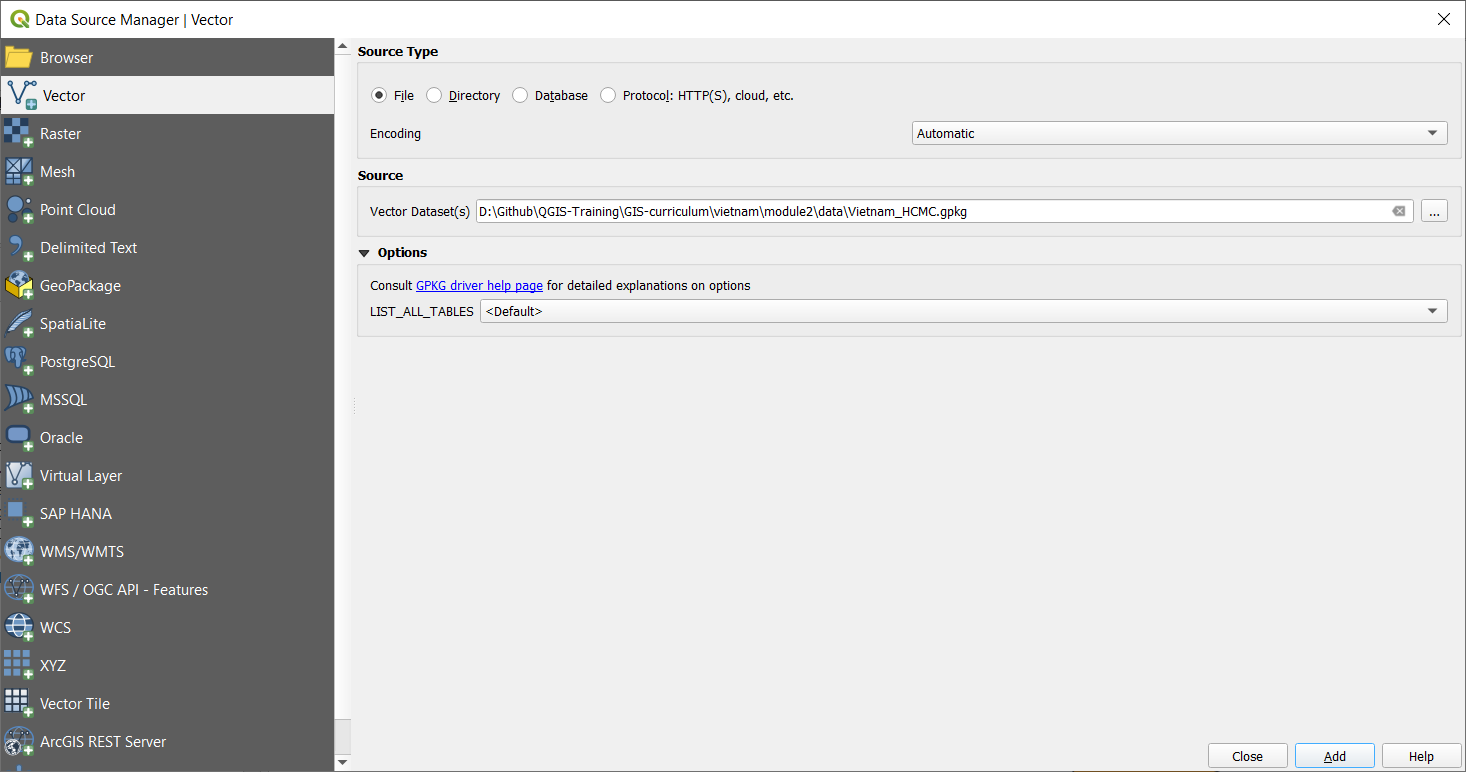 Data Source Manager | Vector
Browser
Vector
Raster
Mesh
Point Cloud
Delimited Text
GeoPackage
SpatiaLite
PostgreSQL
MSSQL
Oracle
Virtual Layer
SAP HANA
WMS/WMTS
WFS / OGC API - Features
WCS
XYZ
Vector Tile
ArcGIS REST Server
Source Type
File Directory Database Protocol: HTTP(S), cloud, etc.
Encoding Automatic
Source
Vector Dataset(s) D:\Github\QGIS-Training\GIS-curriculum\vietnam\module2\data\Vietnam_HCMC.gpkg ...
Options
Consult GPKG driver help page for detailed explanations on options
LIST_ALL_TABLES <Default>
Close Add Help